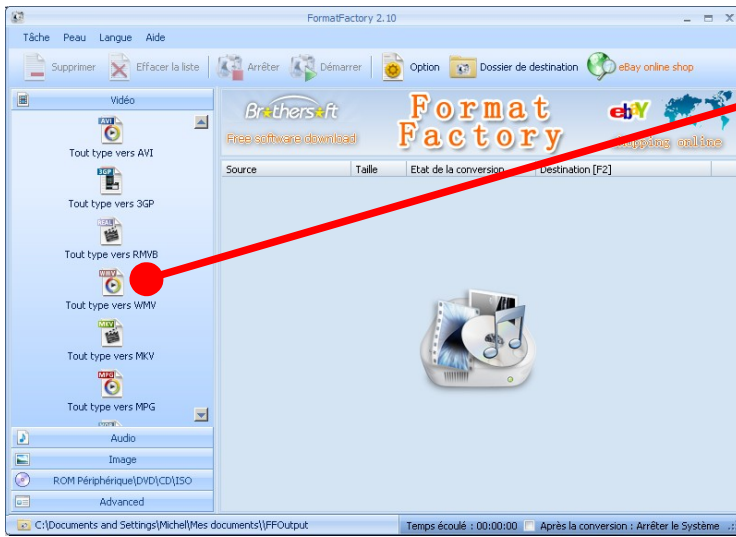 FormatFactory 2.10
Tâche Peau Langue Aide
Supprimer Effacer la liste Arrêter Démarrer Option Dossier de destination eBay online shop
Vidéo
Brothersoft
Free software download
Format
Factory
ebY
shopping online
Source Taille Etat de la conversion Destination [F2]
AVI
Tout type vers AVI
3GP
Tout type vers 3GP
REAL
Tout type vers RMVB
WMV
Tout type vers WMV
MKV
Tout type vers MKV
MPG
Tout type vers MPG
Audio
Image
ROM Périphérique\DVD\CD\ISO
Advanced
C:\Documents and Settings\Michel\Mes documents\\FFOutput Temps écoulé : 00:00:00 Après la conversion : Arrêter le Système